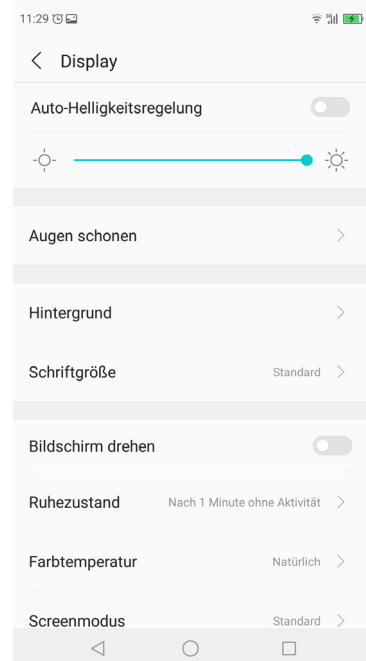 11:29
3G
Display
Auto-Helligkeitsregelung
Augen schonen
Hintergrund
Schriftgröße Standard
Bildschirm drehen
Ruhezustand Nach 1 Minute ohne Aktivität
Farbtemperatur Natürlich
Screenmodus Standard